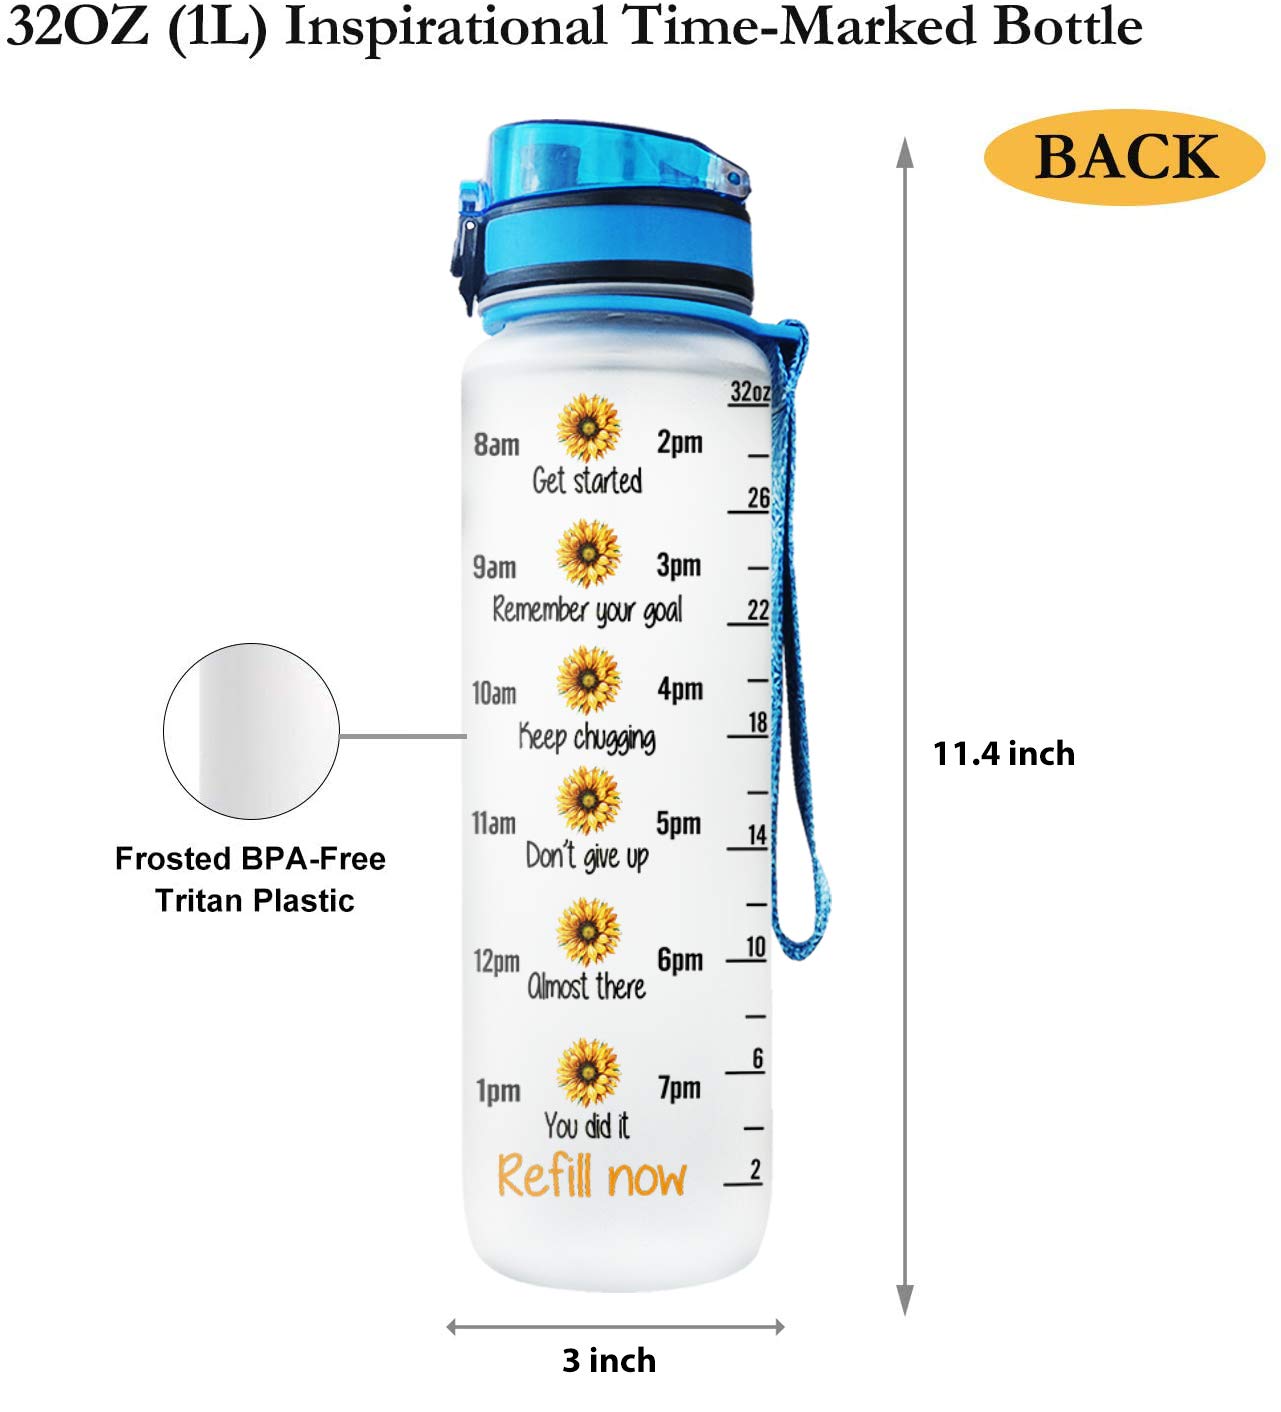 32OZ (1L) Inspirational Time-Marked Bottle
BACK
32oz
8am 2pm
Get started
26
9am 3pm
Remember your goal
22
10am 4pm
18
Keep chugging
11am 5pm
14
Don't give up
10
12pm 6pm
Almost there
6
1pm 7pm
You did it
2
Refill now
11.4 inch
Frosted BPA-Free
Tritan Plastic
3 inch